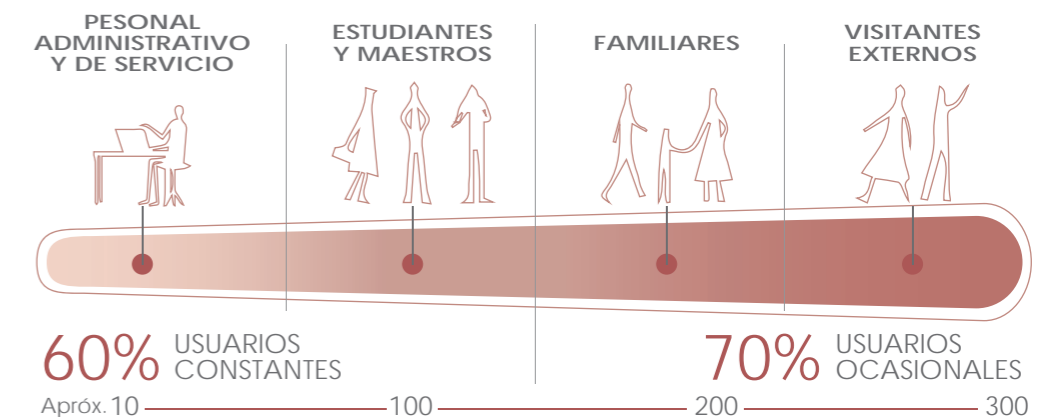 PESONAL
ADMINISTRATIVO
Y DE SERVICIO
ESTUDIANTES
Y MAESTROS
FAMILIARES
VISITANTES
EXTERNOS
60% USUARIOS
CONSTANTES
70% USUARIOS
OCASIONALES
Apróx. 10 100 200 300